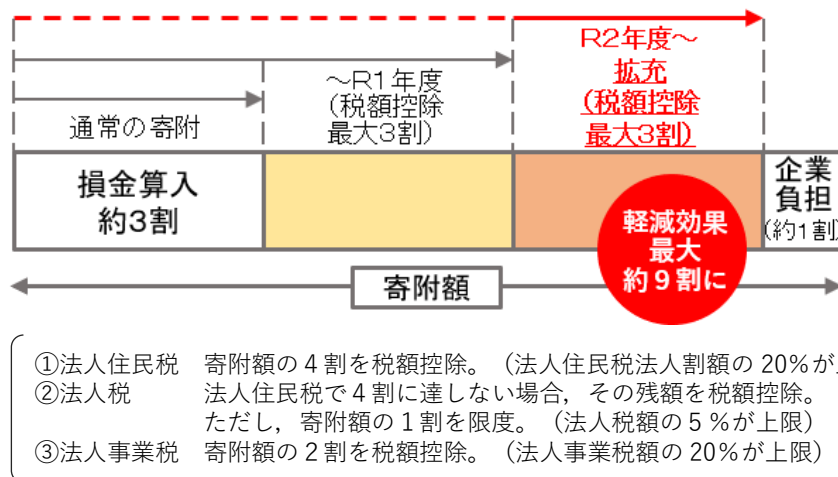 R2年度～
拡充
(税額控除
最大3割)
～R1年度
(税額控除
最大3割)
通常の寄附
損金算入
約3割
企業
負担
(約1割)
軽減効果
最大
約９割に
寄附額
①法人住民税 寄附額の４割を税額控除。（法人住民税法人割額の 20％が
②法人税 法人住民税で４割に達しない場合，その残額を税額控除。
ただし，寄附額の１割を限度。（法人税額の５％が上限）
③法人事業税 寄附額の２割を税額控除。（法人事業税額の 20％が上限）